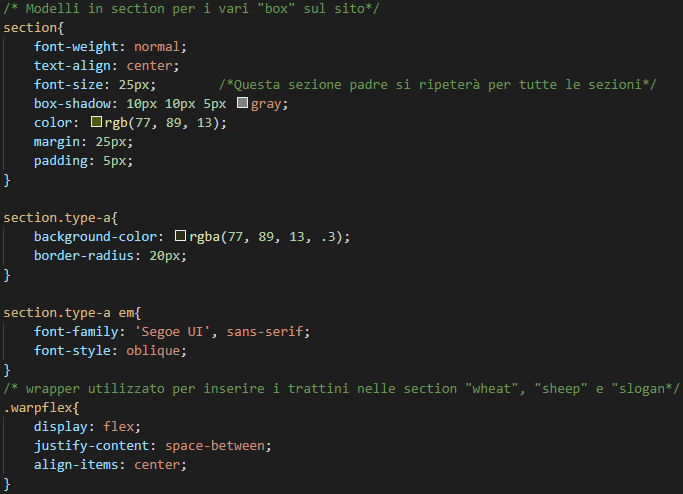 /* Modelli in section per i vari "box" sul sito*/
section{
    font-weight: normal;
    text-align: center;
    font-size: 25px;        /*Questa sezione padre si ripeterà per tutte le sezioni*/
    box-shadow: 10px 10px 5px gray;
    color: rgb(77, 89, 13);
    margin: 25px;
    padding: 5px;
}

section.type-a{
    background-color: rgba(77, 89, 13, .3);
    border-radius: 20px;
}

section.type-a em{
    font-family: 'Segoe UI', sans-serif;
    font-style: oblique;
}
/* wrapper utilizzato per inserire i trattini nelle section "wheat", "sheep" e "slogan*/
.warpflex{
    display: flex;
    justify-content: space-between;
    align-items: center;
}